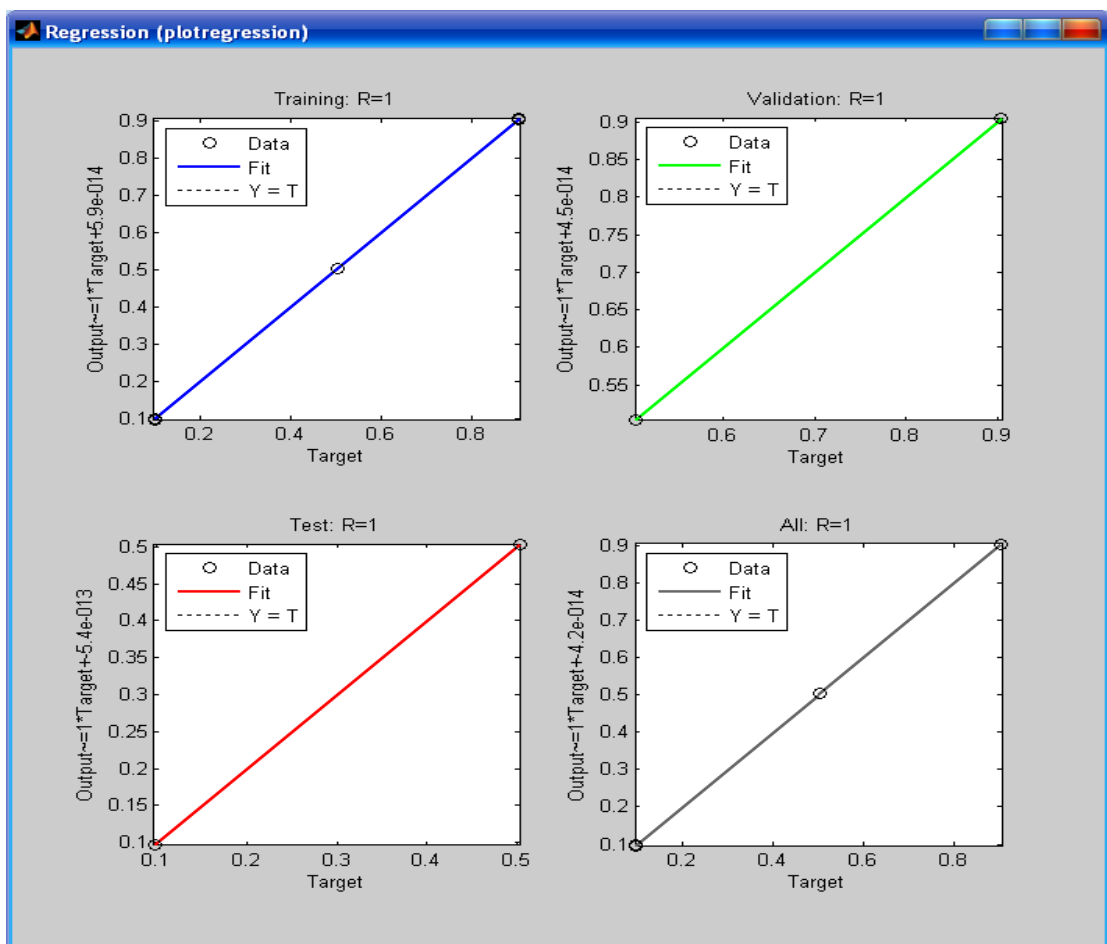 Regression (plotregression)
Training: R=1
Output~=1*Target+5.9e-014
0.9
0.8
0.7
0.6
0.5
0.4
0.3
0.2
0.1
Data
Fit
Y = T
0.2 0.4 0.6 0.8
Target
Validation: R=1
Output~=1*Target+4.5e-014
0.9
0.85
0.8
0.75
0.7
0.65
0.6
0.55
Data
Fit
Y = T
0.6 0.7 0.8 0.9
Target
Test: R=1
Output~=1*Target+-5.4e-013
0.5
0.45
0.4
0.35
0.3
0.25
0.2
0.15
0.1
Data
Fit
Y = T
0.1 0.2 0.3 0.4 0.5
Target
All: R=1
Output~=1*Target+-4.2e-014
0.9
0.8
0.7
0.6
0.5
0.4
0.3
0.2
0.1
Data
Fit
Y = T
0.2 0.4 0.6 0.8
Target